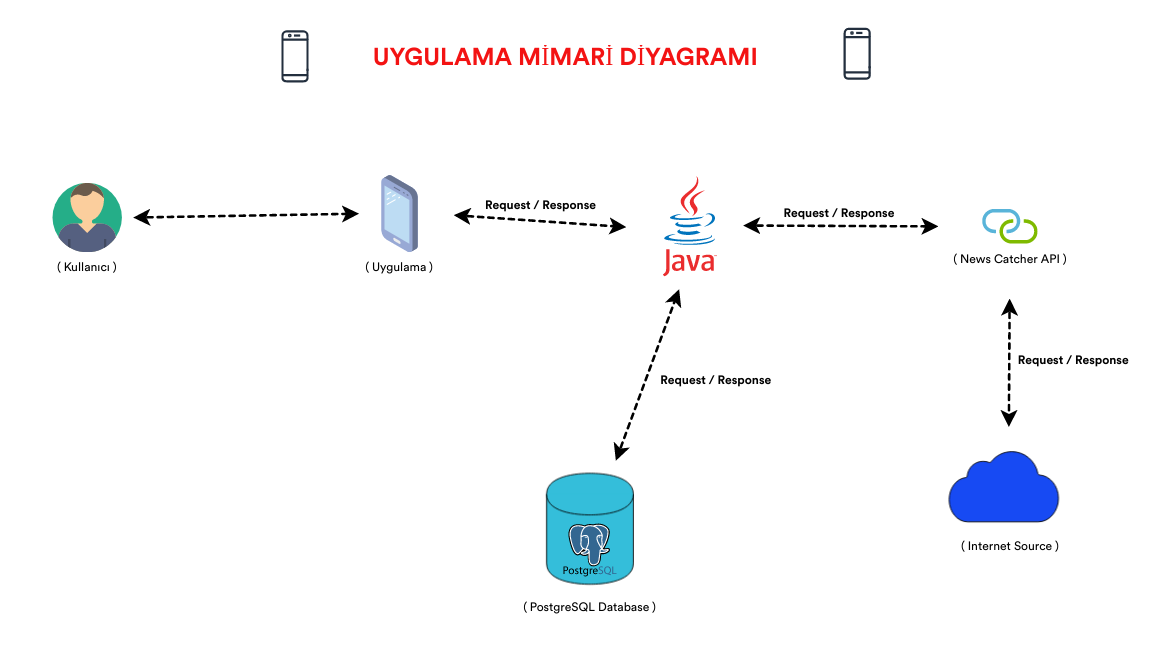 UYGULAMA MİMARİ DİYAGRAMI
Request / Response
Request / Response
Java
( Kullanıcı )
( Uygulama )
( News Catcher API )
Request / Response
Request / Response
PostgreSQL
( Internet Source )
( PostgreSQL Database )